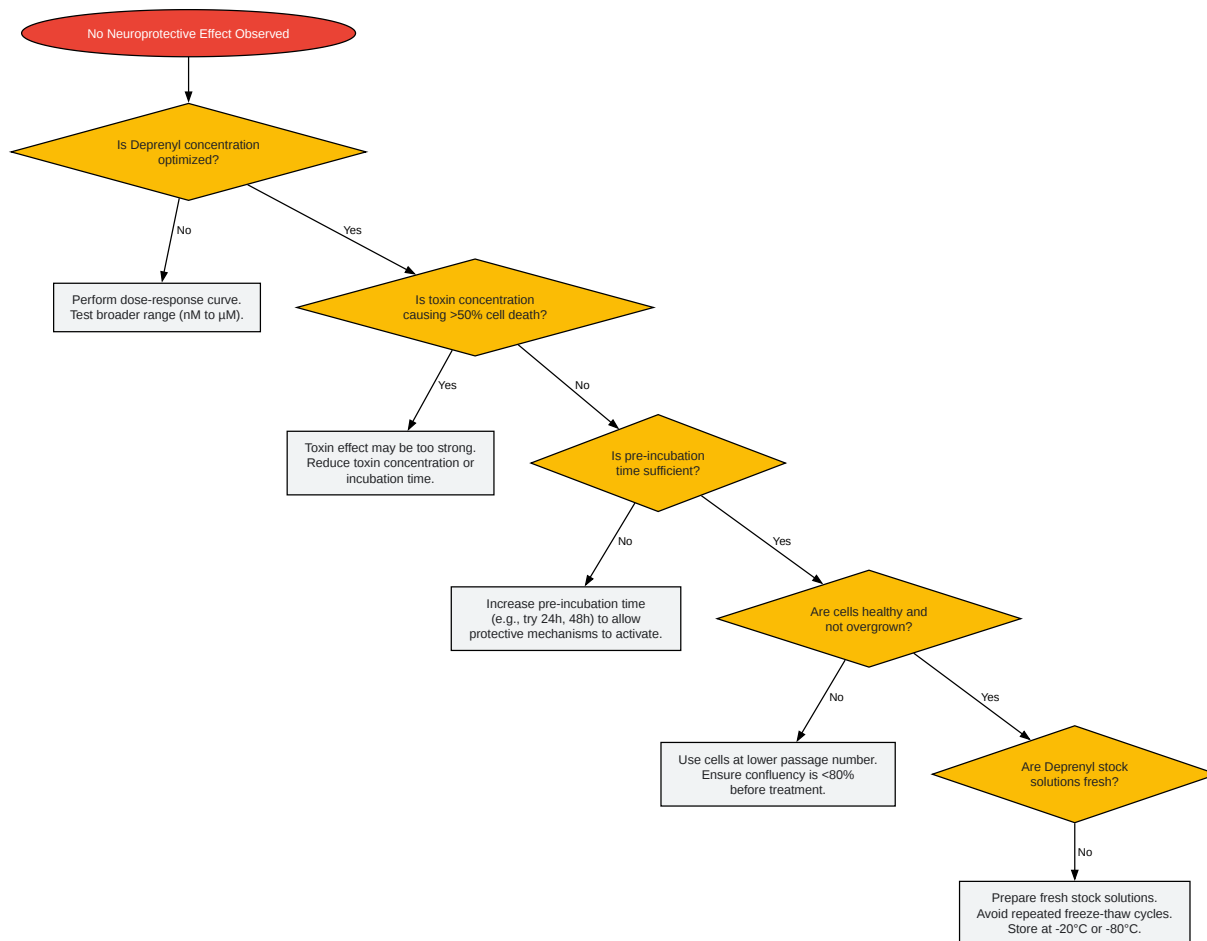 No Neuroprotective Effect Observed
Is Deprenyl concentration
optimized?
No
Yes
Perform dose-response curve.
Test broader range (nM to µM).
Is toxin concentration
causing >50% cell death?
Yes
No
Toxin effect may be too strong.
Reduce toxin concentration or
incubation time.
Is pre-incubation
time sufficient?
No
Yes
Increase pre-incubation time
(e.g., try 24h, 48h) to allow
protective mechanisms to activate.
Are cells healthy and
not overgrown?
No
Yes
Use cells at lower passage number.
Ensure confluency is <80%
before treatment.
Are Deprenyl stock
solutions fresh?
No
Prepare fresh stock solutions.
Avoid repeated freeze-thaw cycles.
Store at -20°C or -80°C.